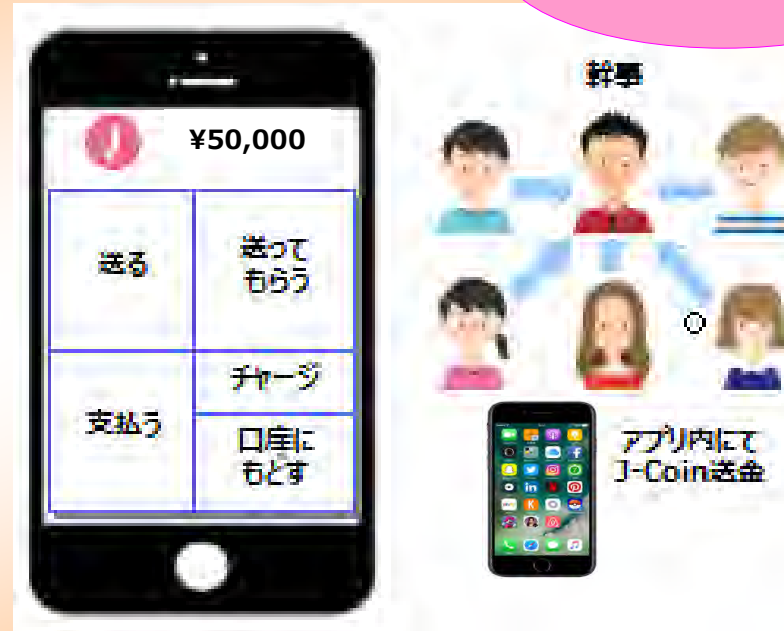 ¥50,000
送る
送って
もらう
支払う
チャージ
口座に
もどす
幹事
アプリ内にて
J-Coin送金